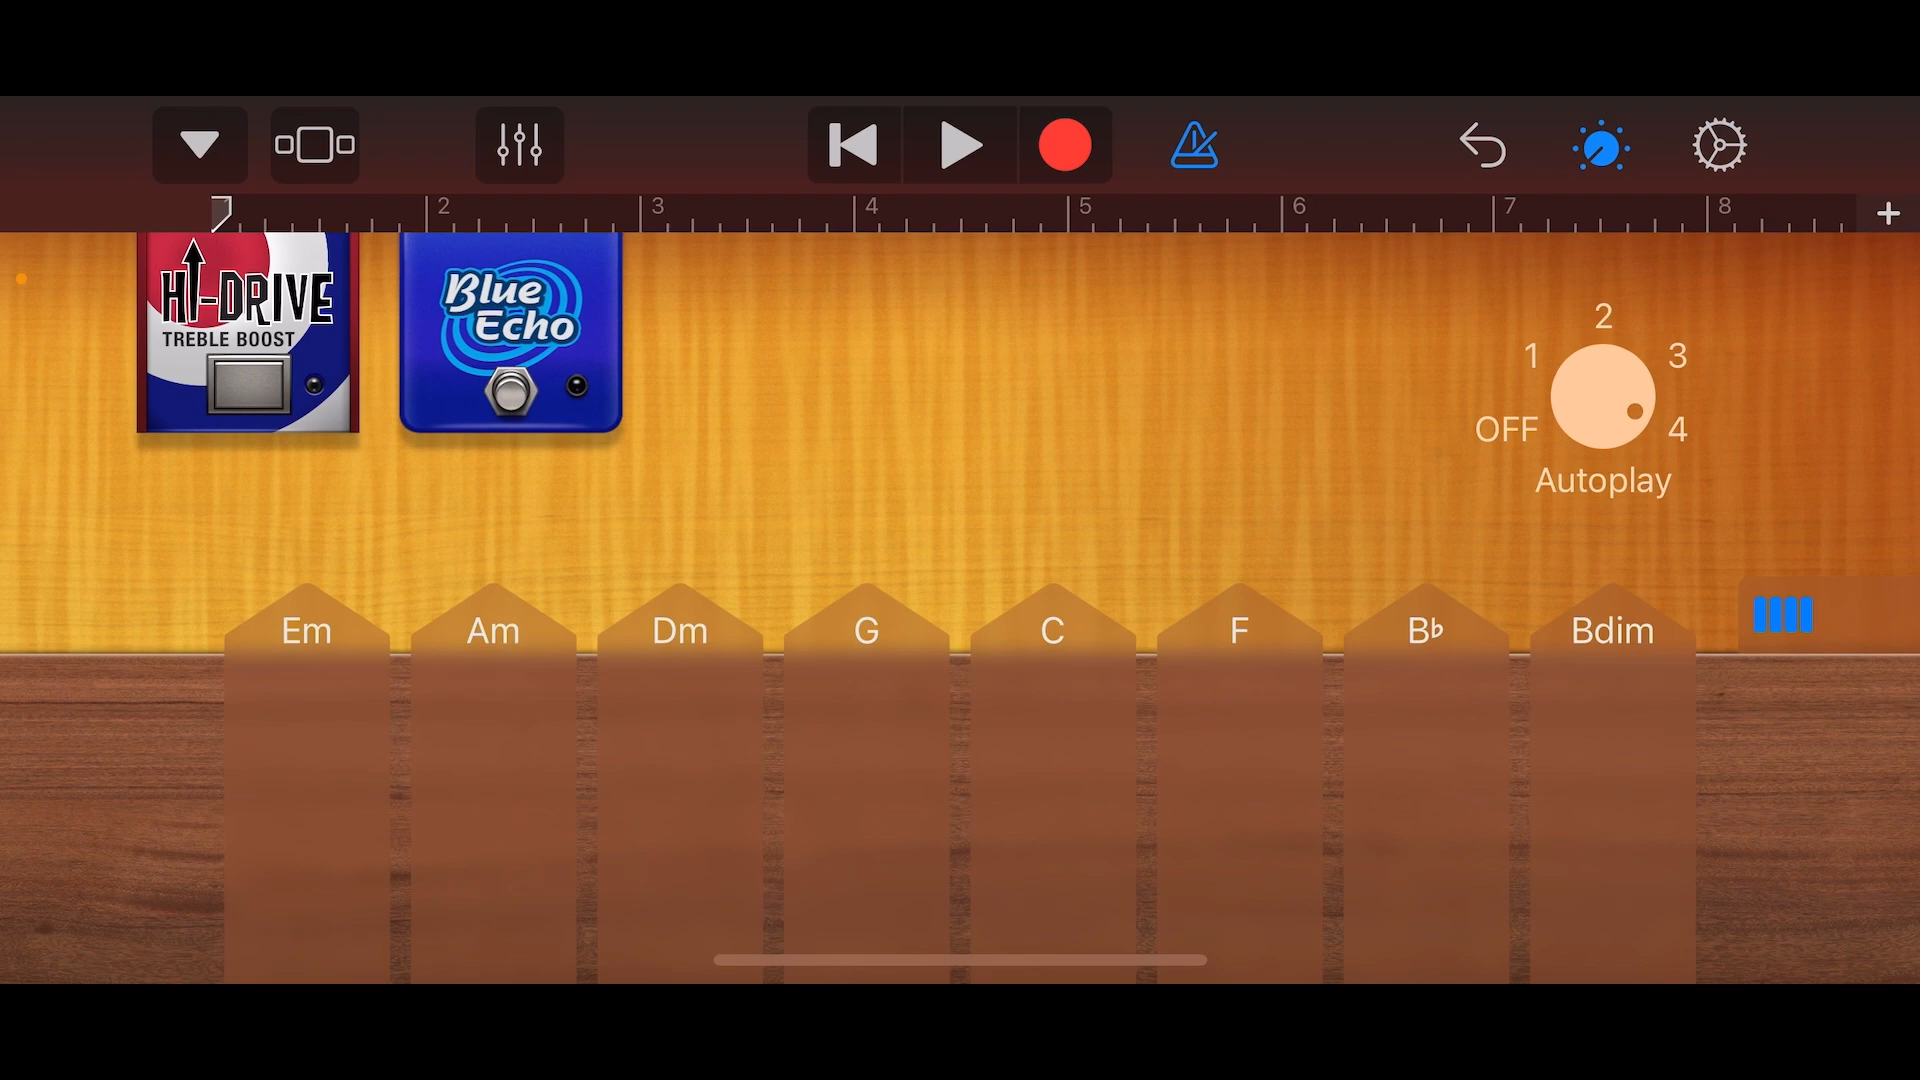 2 3 4 5 6 7 8
HI-DRIVE
TREBLE BOOST
Blue
Echo
2
1 3
OFF 4
Autoplay
Em Am Dm G C F B♭ Bdim